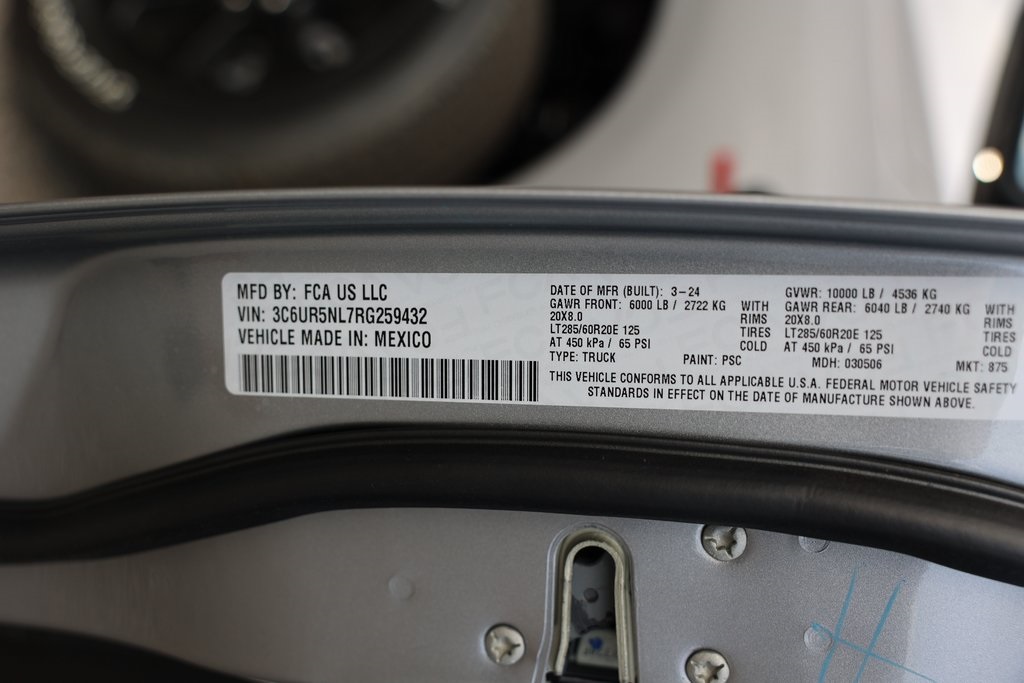 MFD BY: FCA US LLC
VIN: 3C6UR5NL7RG259432
VEHICLE MADE IN: MEXICO
DATE OF MFR (BUILT): 3-24 GVWR: 10000 LB / 4536 KG
GAWR FRONT: 6000 LB / 2722 KG WITH GAWR REAR: 6040 LB / 2740 KG WITH
20X8.0 RIMS 20X8.0 RIMS
LT285/60R20E 125 TIRES LT285/60R20E 125 TIRES
AT 450 kPa / 65 PSI COLD AT 450 kPa / 65 PSI COLD
TYPE: TRUCK PAINT: PSC MDH: 030506 MKT: 875
THIS VEHICLE CONFORMS TO ALL APPLICABLE U.S.A. FEDERAL MOTOR VEHICLE SAFETY
STANDARDS IN EFFECT ON THE DATE OF MANUFACTURE SHOWN ABOVE.